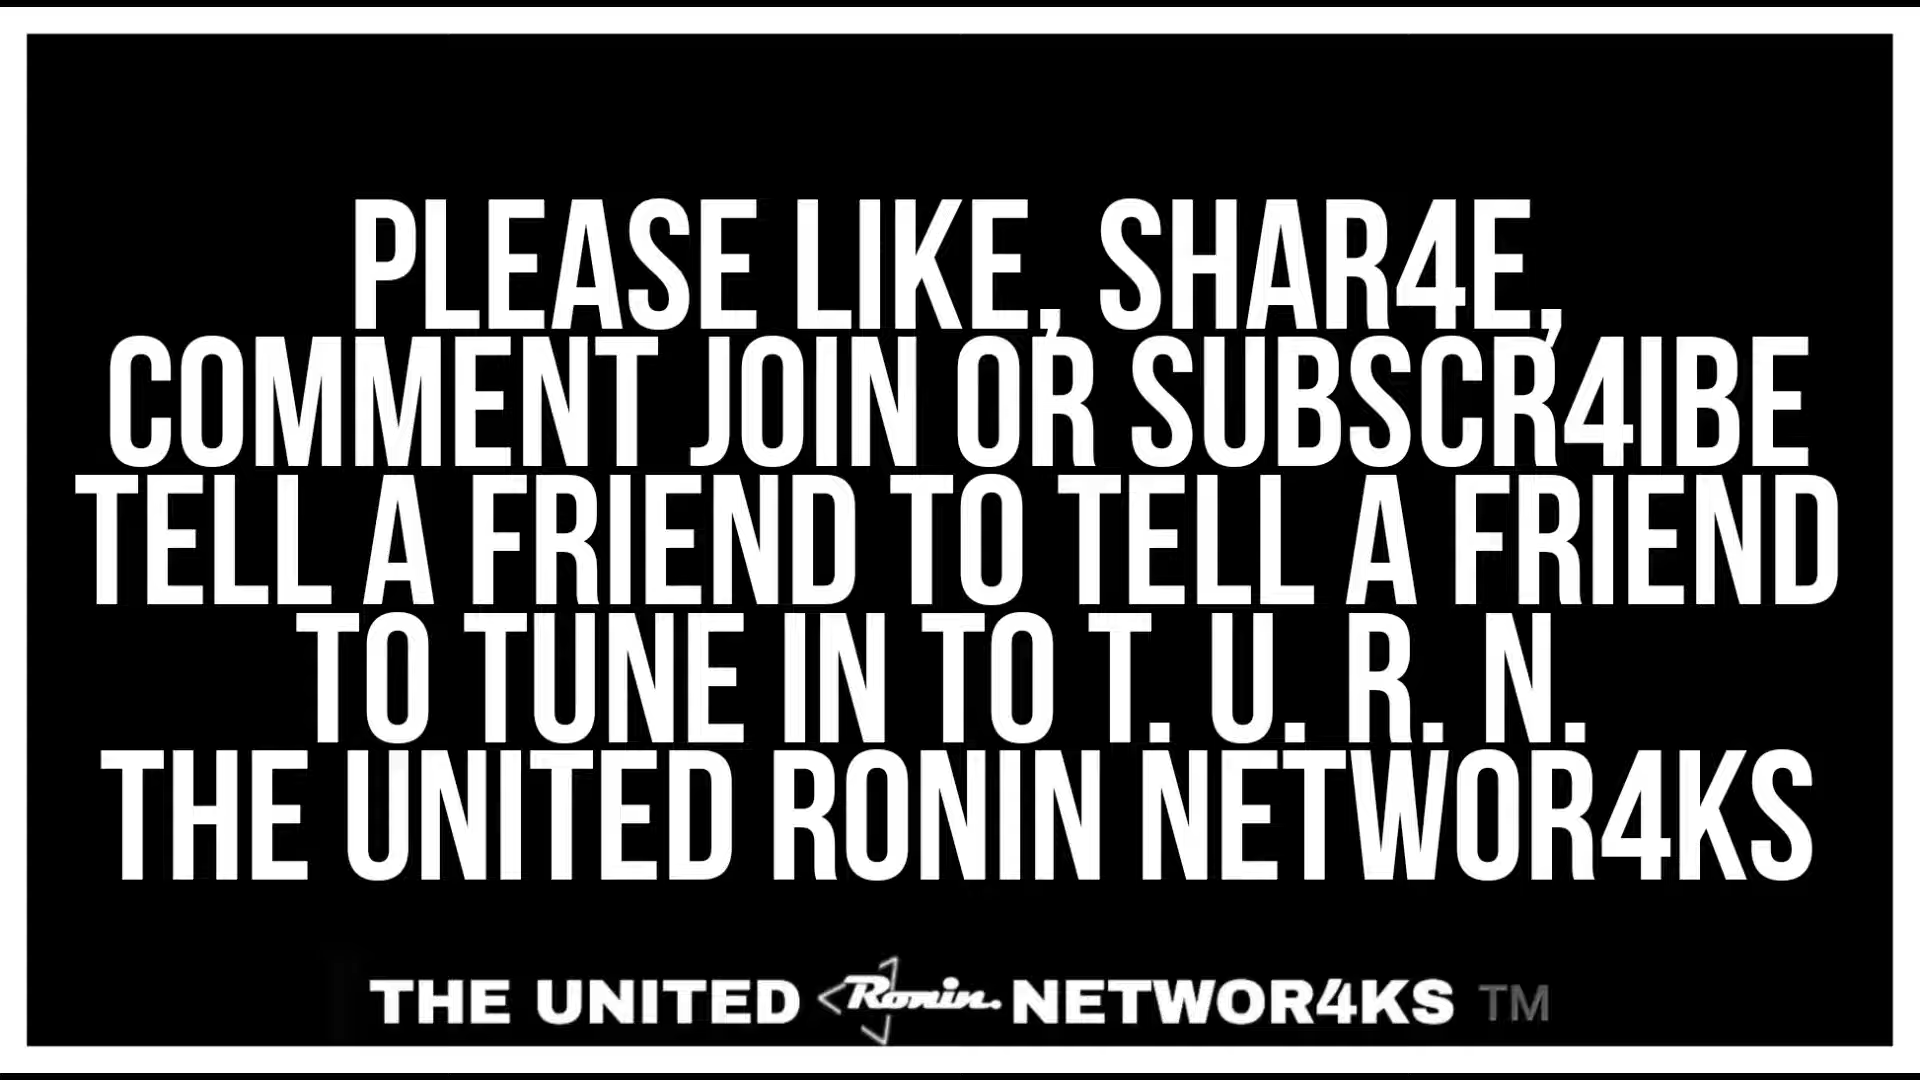 PLEASE LIKE, SHAR4E,
COMMENT JOIN OR SUBSCR4IBE
TELL A FRIEND TO TELL A FRIEND
TO TUNE IN TO T. U. R. N.
THE UNITED RONIN NETWOR4KS
THE UNITED Ronin. NETWOR4KS TM